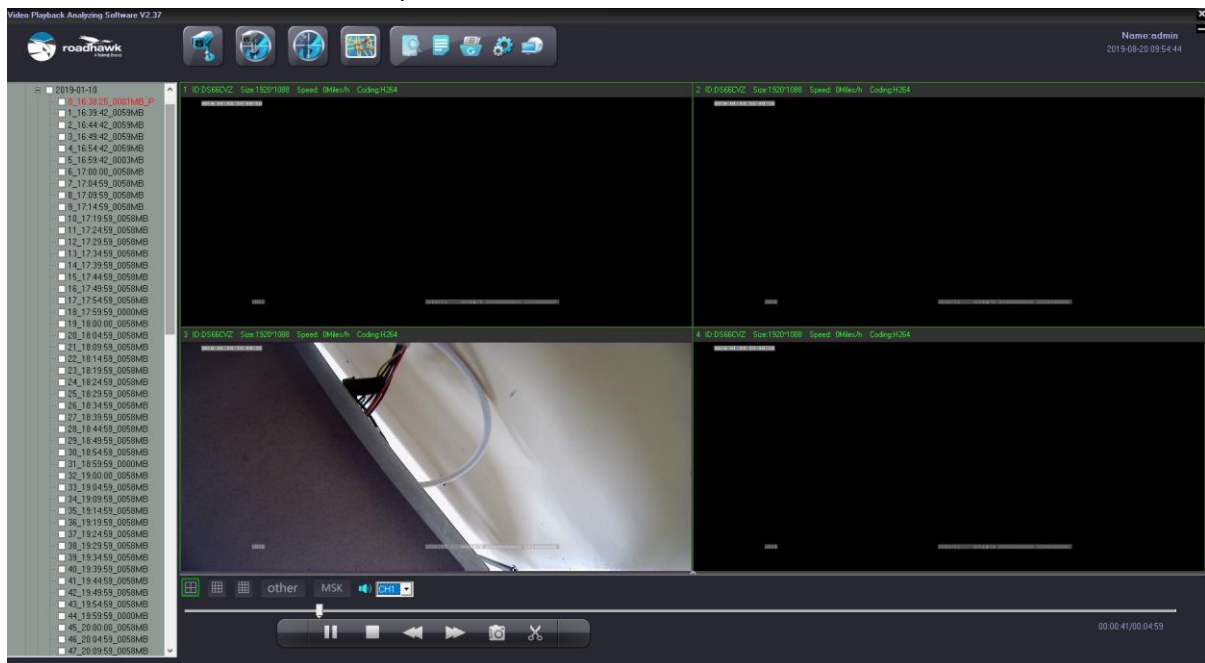 Video Playback Analyzing Software V2.37
roadhawk
Name:admin
2019-08-20 09:54:44
2019-01-10
0_16:38:25_0001MB_P
1_16:39:42_0059MB
2_16:44:42_0059MB
3_16:49:42_0059MB
4_16:54:42_0059MB
5_16:59:42_0003MB
6_17:00:00_0058MB
7_17:04:59_0058MB
8_17:09:59_0058MB
9_17:14:59_0058MB
10_17:19:59_0058MB
11_17:24:59_0058MB
12_17:29:59_0058MB
13_17:34:59_0058MB
14_17:39:59_0058MB
15_17:44:59_0058MB
16_17:49:59_0058MB
17_17:54:59_0058MB
18_17:59:59_0000MB
19_18:00:00_0058MB
20_18:04:59_0058MB
21_18:09:59_0058MB
22_18:14:59_0058MB
23_18:19:59_0058MB
24_18:24:59_0058MB
25_18:29:59_0058MB
26_18:34:59_0058MB
27_18:39:59_0058MB
28_18:44:59_0058MB
29_18:49:59_0058MB
30_18:54:59_0058MB
31_18:59:59_0000MB
32_19:00:00_0058MB
33_19:04:59_0058MB
34_19:09:59_0058MB
35_19:14:59_0058MB
36_19:19:59_0058MB
37_19:24:59_0058MB
38_19:29:59_0058MB
39_19:34:59_0058MB
40_19:39:59_0058MB
41_19:44:59_0058MB
42_19:49:59_0058MB
43_19:54:59_0058MB
44_19:59:59_0000MB
45_20:00:00_0058MB
46_20:04:59_0058MB
47_20:09:59_0058MB
1 ID:DS66CVZ Size:1920*1088 Speed: 0Miles/h Coding:H264
2 ID:DS66CVZ Size:1920*1088 Speed: 0Miles/h Coding:H264
3 ID:DS66CVZ Size:1920*1088 Speed: 0Miles/h Coding:H264
4 ID:DS66CVZ Size:1920*1088 Speed: 0Miles/h Coding:H264
other MSK CH1
00:00:41/00:04:59